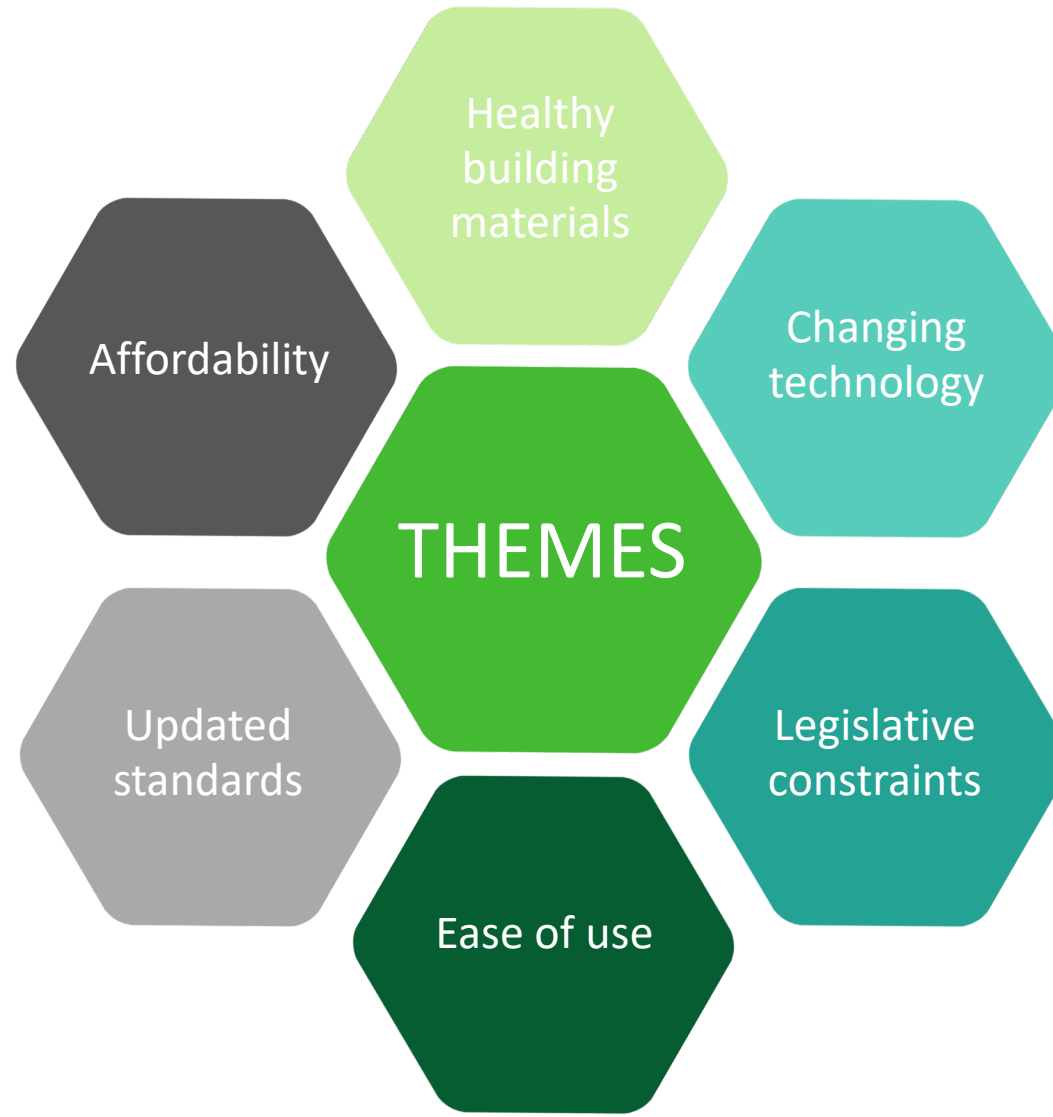 Healthy
building
materials
Affordability
Changing
technology
THEMES
Updated
standards
Legislative
constraints
Ease of use